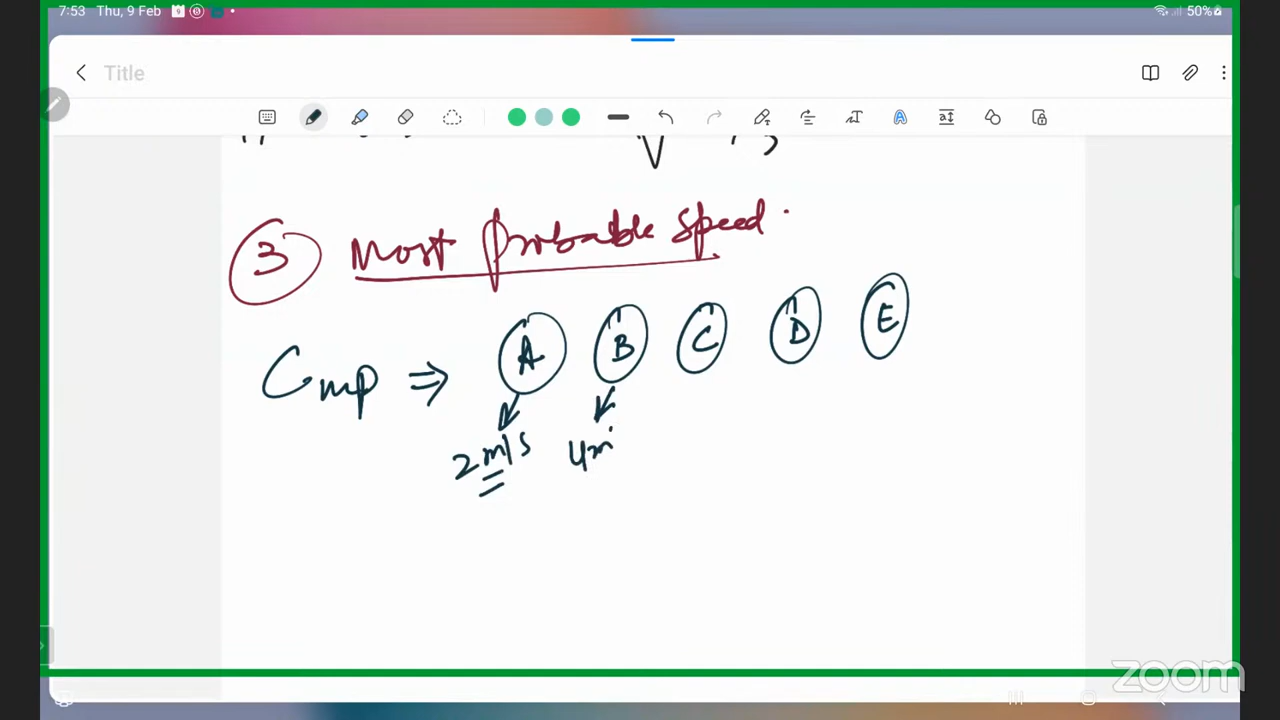 7:53 Thu, 9 Feb
50%
Title
3 Most probable speed.
Cmp ⇒ A B C D E
2m/s 4m
zoom